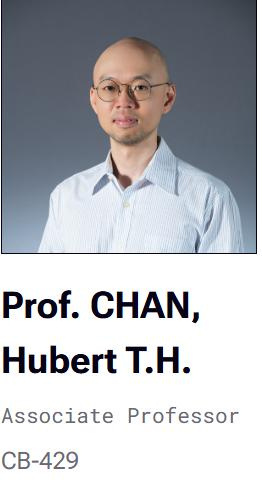 Prof. CHAN,
Hubert T.H.
Associate Professor
CB-429